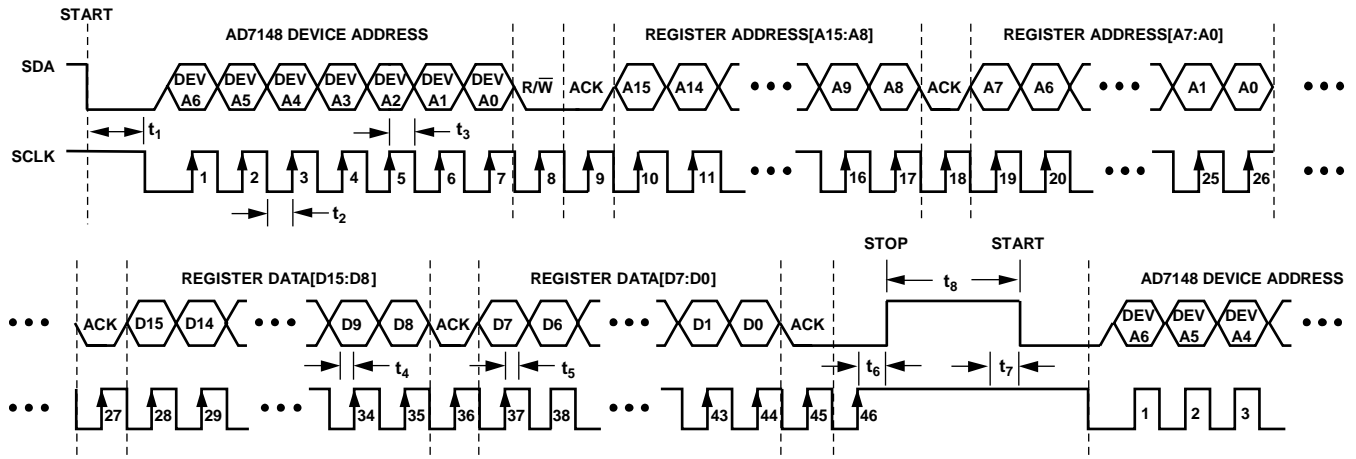 START
AD7148 DEVICE ADDRESS REGISTER ADDRESS[A15:A8] REGISTER ADDRESS[A7:A0]
SDA DEV A6 DEV A5 DEV A4 DEV A3 DEV A2 DEV A1 DEV A0 R/W̅ ACK A15 A14 ••• A9 A8 ACK A7 A6 ••• A1 A0 •••
t1 t3
SCLK 1 2 3 4 5 6 7 8 9 10 11 ••• 16 17 18 19 20 ••• 25 26 •••
t2
STOP START
REGISTER DATA[D15:D8] REGISTER DATA[D7:D0] t8 AD7148 DEVICE ADDRESS
••• ACK D15 D14 ••• D9 D8 ACK D7 D6 ••• D1 D0 ACK DEV A6 DEV A5 DEV A4 •••
t4 t5 t6 t7
••• 27 28 29 ••• 34 35 36 37 38 ••• 43 44 45 46 1 2 3